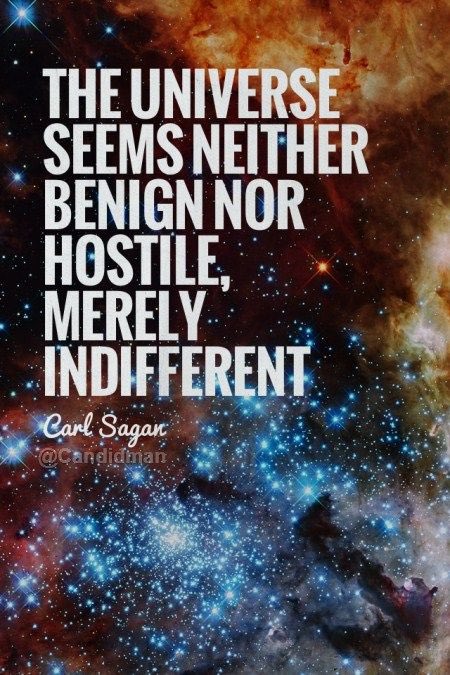 THE UNIVERSE
SEEMS NEITHER
BENIGN NOR
HOSTILE,
MERELY
INDIFFERENT
Carl Sagan
@Candidman